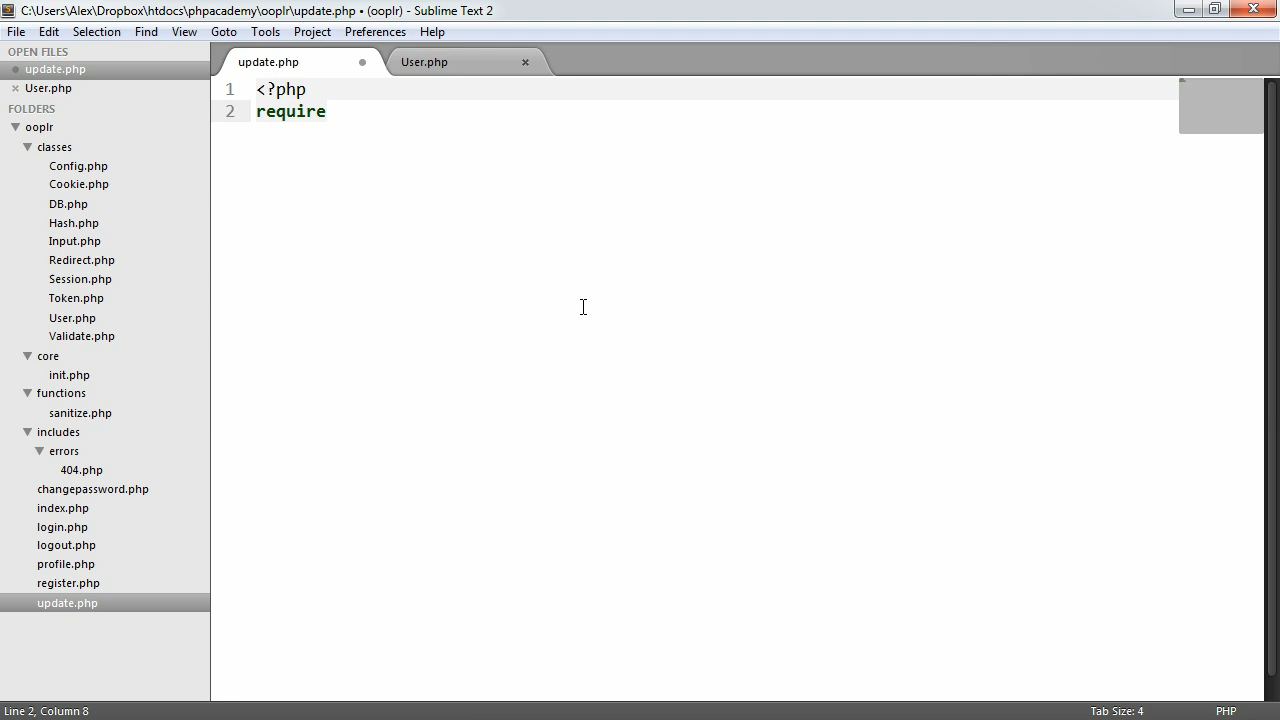 C:\Users\Alex\Dropbox\htdocs\phpacademy\ooplr\update.php • (ooplr) - Sublime Text 2
File Edit Selection Find View Goto Tools Project Preferences Help
OPEN FILES
update.php
User.php
FOLDERS
ooplr
classes
Config.php
Cookie.php
DB.php
Hash.php
Input.php
Redirect.php
Session.php
Token.php
User.php
Validate.php
core
init.php
functions
sanitize.php
includes
errors
404.php
changepassword.php
index.php
login.php
logout.php
profile.php
register.php
update.php
update.php User.php
1 <?php
2 require
Line 2, Column 8 Tab Size: 4 PHP